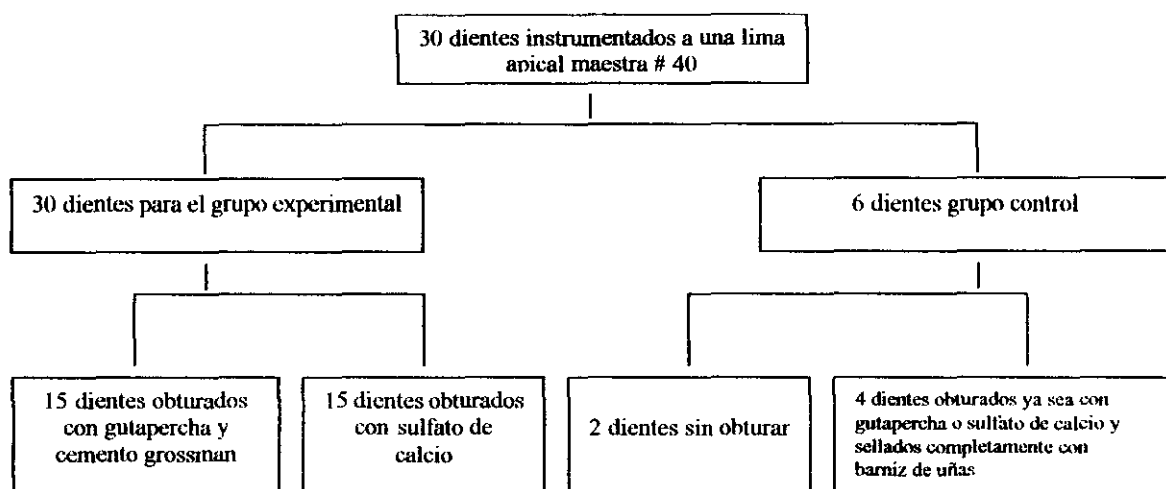 30 dientes instrumentados a una lima
apical maestra # 40
30 dientes para el grupo experimental
6 dientes grupo control
15 dientes obturados
con gutapercha y
cemento grossman
15 dientes obturados
con sulfato de
calcio
2 dientes sin obturar
4 dientes obturados ya sea con
gutapercha o sulfato de calcio y
sellados completamente con
barniz de uñas